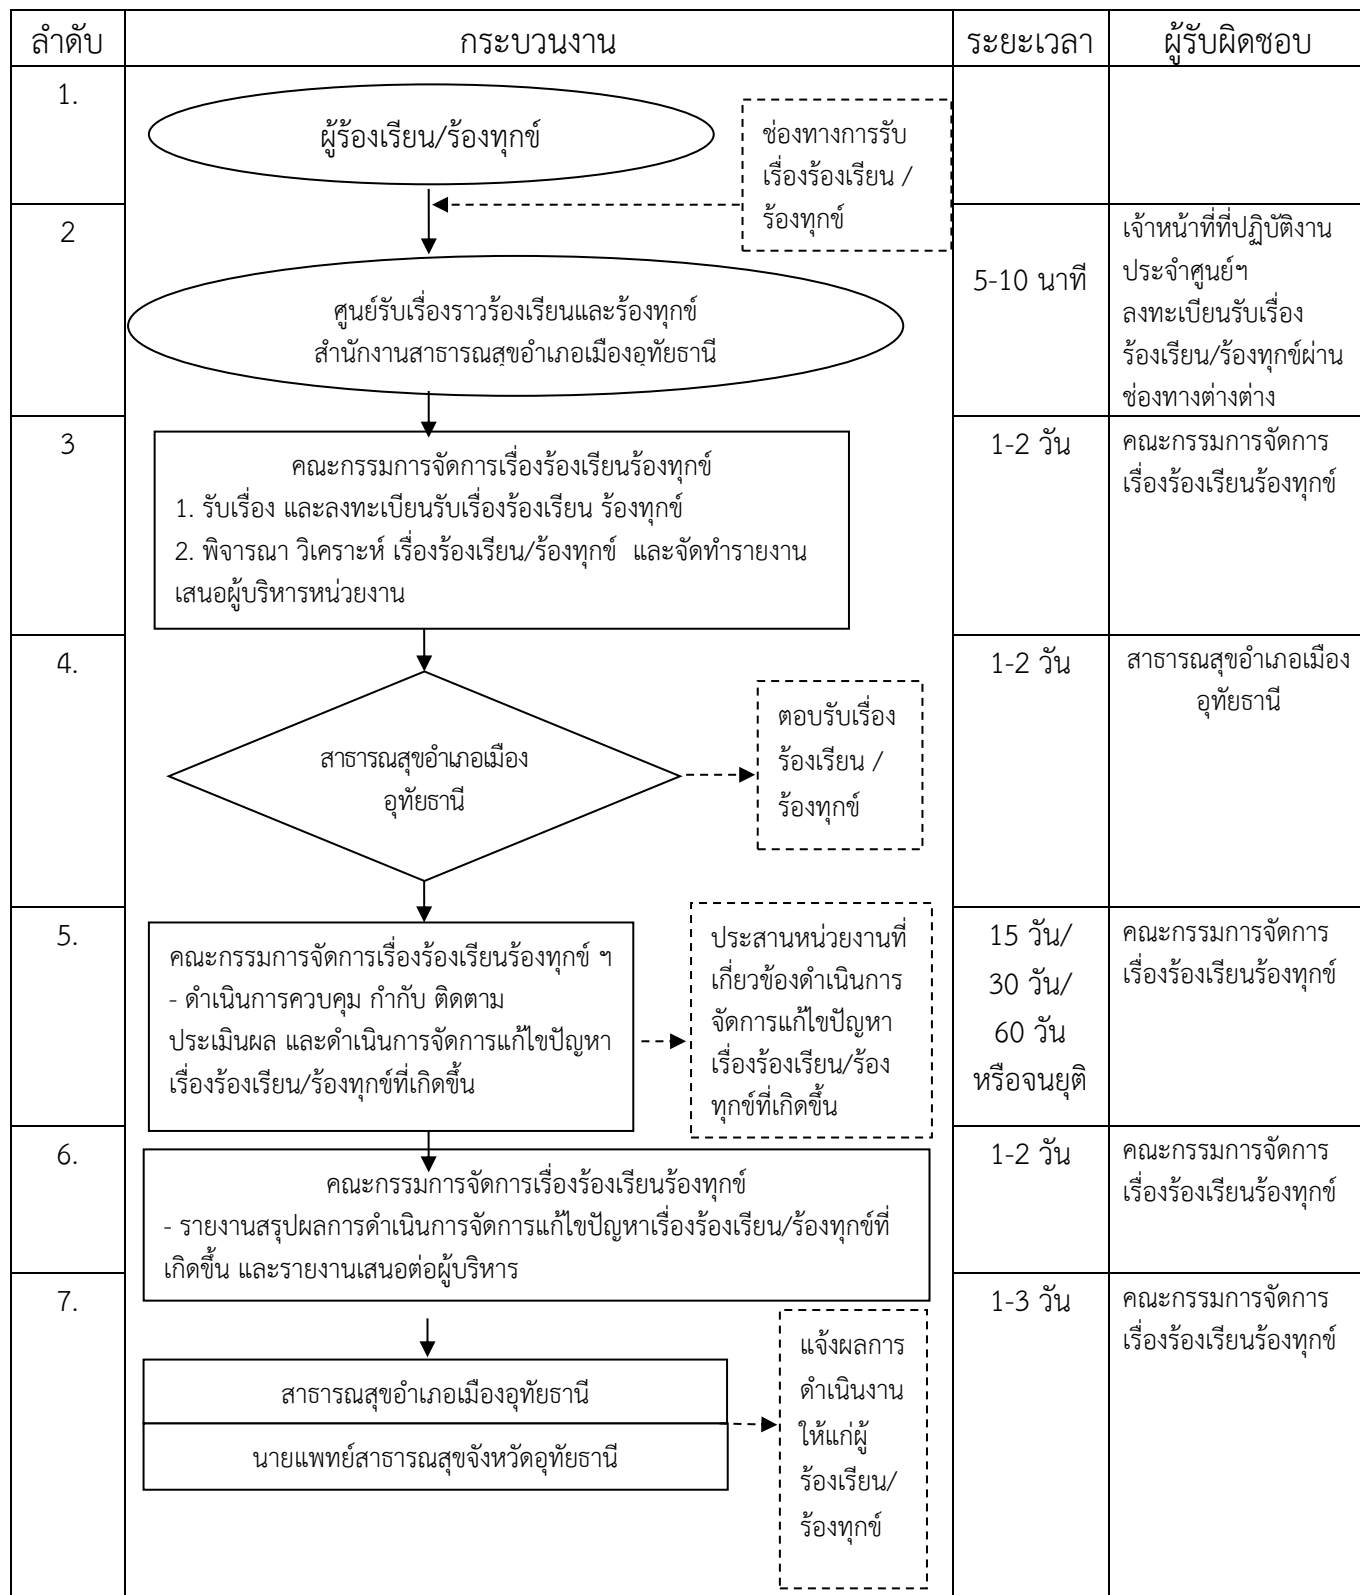 ลำดับ กระบวนงาน ระยะเวลา ผู้รับผิดชอบ
1.
ผู้ร้องเรียน/ร้องทุกข์
ช่องทางการรับ
เรื่องร้องเรียน /
ร้องทุกข์
2
ศูนย์รับเรื่องราวร้องเรียนและร้องทุกข์
สำนักงานสาธารณสุขอำเภอเมืองอุทัยธานี
5-10 นาที
เจ้าหน้าที่ที่ปฏิบัติงาน
ประจำศูนย์ฯ
ลงทะเบียนรับเรื่อง
ร้องเรียน/ร้องทุกข์ผ่าน
ช่องทางต่างต่าง
3
คณะกรรมการจัดการเรื่องร้องเรียนร้องทุกข์
1. รับเรื่อง และลงทะเบียนรับเรื่องร้องเรียน ร้องทุกข์
2. พิจารณา วิเคราะห์ เรื่องร้องเรียน/ร้องทุกข์ และจัดทำรายงาน
เสนอผู้บริหารหน่วยงาน
1-2 วัน
คณะกรรมการจัดการ
เรื่องร้องเรียนร้องทุกข์
4.
สาธารณสุขอำเภอเมือง
อุทัยธานี
ตอบรับเรื่อง
ร้องเรียน /
ร้องทุกข์
1-2 วัน
สาธารณสุขอำเภอเมือง
อุทัยธานี
5.
คณะกรรมการจัดการเรื่องร้องเรียนร้องทุกข์ ฯ
- ดำเนินการควบคุม กำกับ ติดตาม
ประเมินผล และดำเนินการจัดการแก้ไขปัญหา
เรื่องร้องเรียน/ร้องทุกข์ที่เกิดขึ้น
ประสานหน่วยงานที่
เกี่ยวข้องดำเนินการ
จัดการแก้ไขปัญหา
เรื่องร้องเรียน/ร้อง
ทุกข์ที่เกิดขึ้น
15 วัน/
30 วัน/
60 วัน
หรือจนยุติ
คณะกรรมการจัดการ
เรื่องร้องเรียนร้องทุกข์
6.
คณะกรรมการจัดการเรื่องร้องเรียนร้องทุกข์
- รายงานสรุปผลการดำเนินการจัดการแก้ไขปัญหาเรื่องร้องเรียน/ร้องทุกข์ที่
เกิดขึ้น และรายงานเสนอต่อผู้บริหาร
1-2 วัน
คณะกรรมการจัดการ
เรื่องร้องเรียนร้องทุกข์
7.
สาธารณสุขอำเภอเมืองอุทัยธานี
นายแพทย์สาธารณสุขจังหวัดอุทัยธานี
แจ้งผลการ
ดำเนินงาน
ให้แก่ผู้
ร้องเรียน/
ร้องทุกข์
1-3 วัน
คณะกรรมการจัดการ
เรื่องร้องเรียนร้องทุกข์